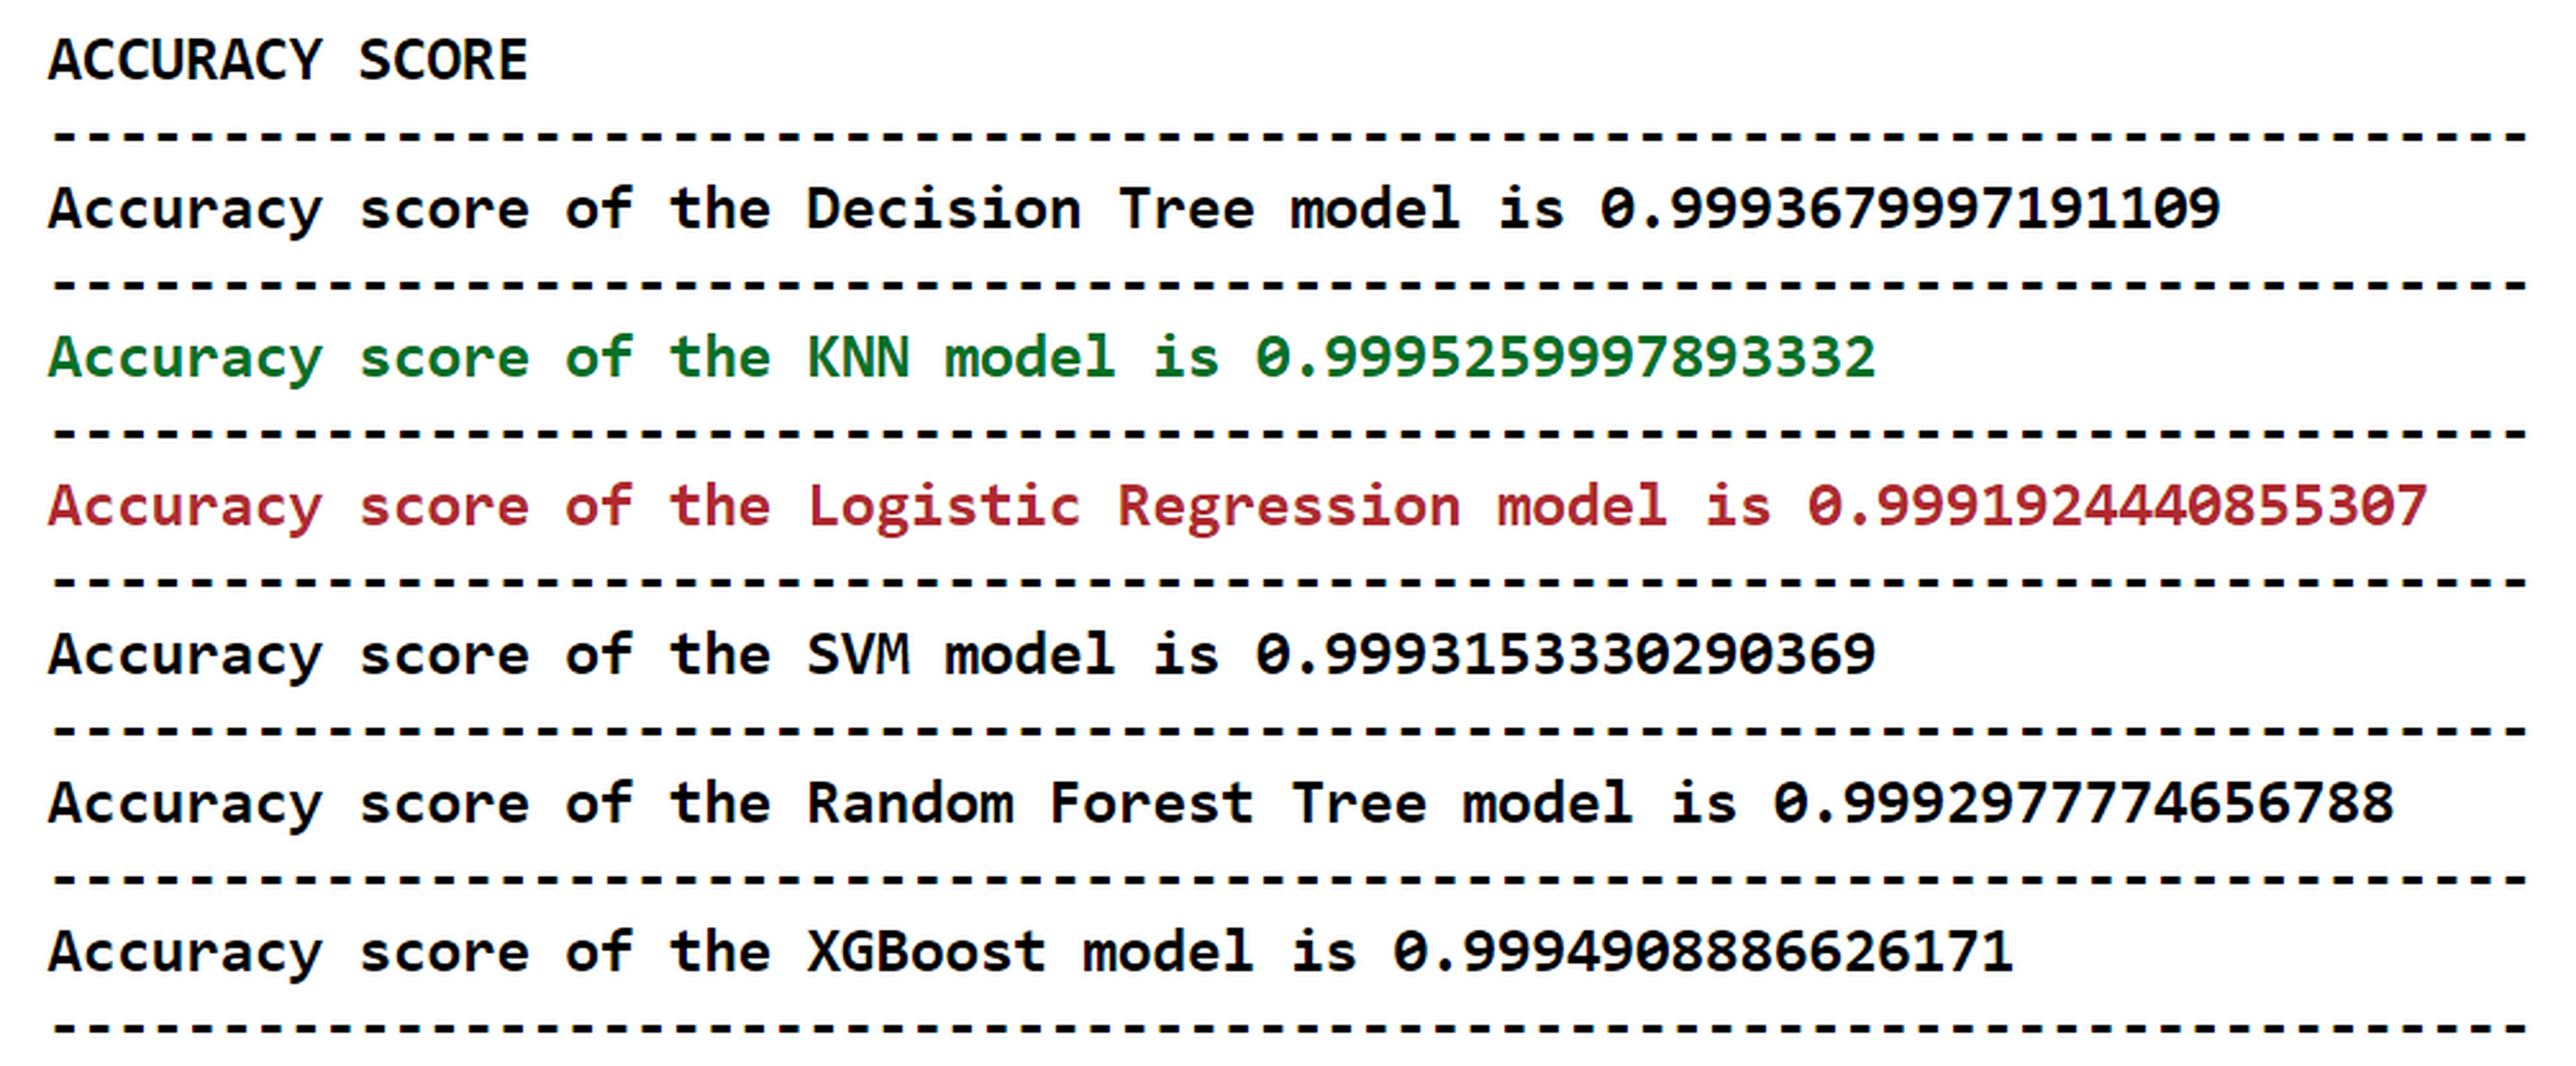 ACCURACY SCORE
------------------------------------------------------------------------
Accuracy score of the Decision Tree model is 0.9993679997191109
------------------------------------------------------------------------
Accuracy score of the KNN model is 0.9995259997893332
------------------------------------------------------------------------
Accuracy score of the Logistic Regression model is 0.9991924440855307
------------------------------------------------------------------------
Accuracy score of the SVM model is 0.9993153330290369
------------------------------------------------------------------------
Accuracy score of the Random Forest Tree model is 0.9992977774656788
------------------------------------------------------------------------
Accuracy score of the XGBoost model is 0.9994908886626171
------------------------------------------------------------------------